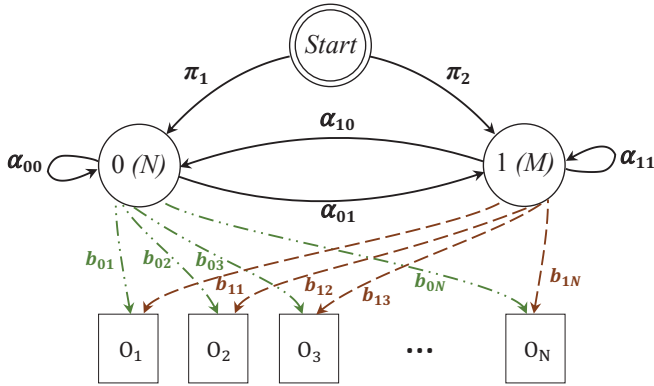 Start
π₁ π₂
α₁₀
α₀₀ 0 (N) 1 (M) α₁₁
α₀₁
b₀₁ b₀₂ b₀₃ b₁₁ b₁₂ b₁₃ b₀N b₁N
O₁ O₂ O₃ ... O_N